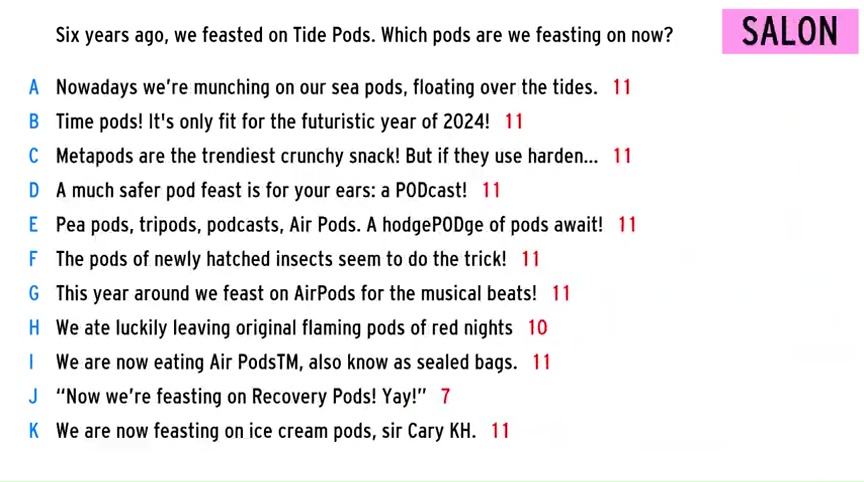 Six years ago, we feasted on Tide Pods. Which pods are we feasting on now?
SALON
A Nowadays we're munching on our sea pods, floating over the tides. 11
B Time pods! It's only fit for the futuristic year of 2024! 11
C Metapods are the trendiest crunchy snack! But if they use harden... 11
D A much safer pod feast is for your ears: a PODcast! 11
E Pea pods, tripods, podcasts, Air Pods. A hodgePODge of pods await! 11
F The pods of newly hatched insects seem to do the trick! 11
G This year around we feast on AirPods for the musical beats! 11
H We ate luckily leaving original flaming pods of red nights 10
I We are now eating Air PodsTM, also know as sealed bags. 11
J “Now we're feasting on Recovery Pods! Yay!” 7
K We are now feasting on ice cream pods, sir Cary KH. 11